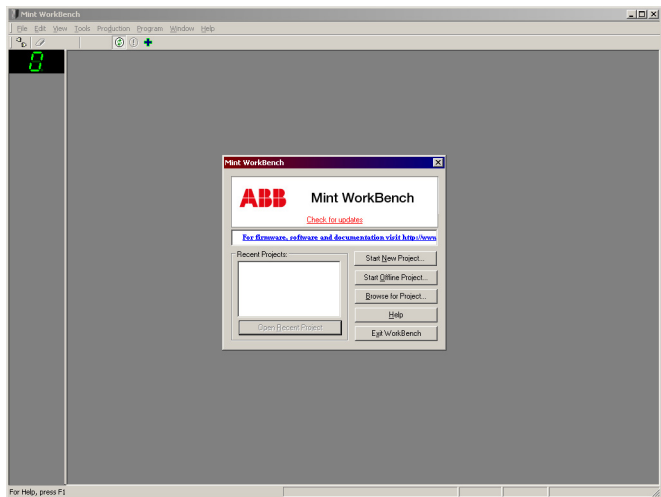 Mint WorkBench
File Edit View Tools Production Program Window Help
0
Mint WorkBench
ABB Mint WorkBench
Check for updates
For firmware, software and documentation visit http://www
Recent Projects:
Start New Project...
Start Offline Project...
Browse for Project...
Help
Open Recent Project
Exit WorkBench
For Help, press F1